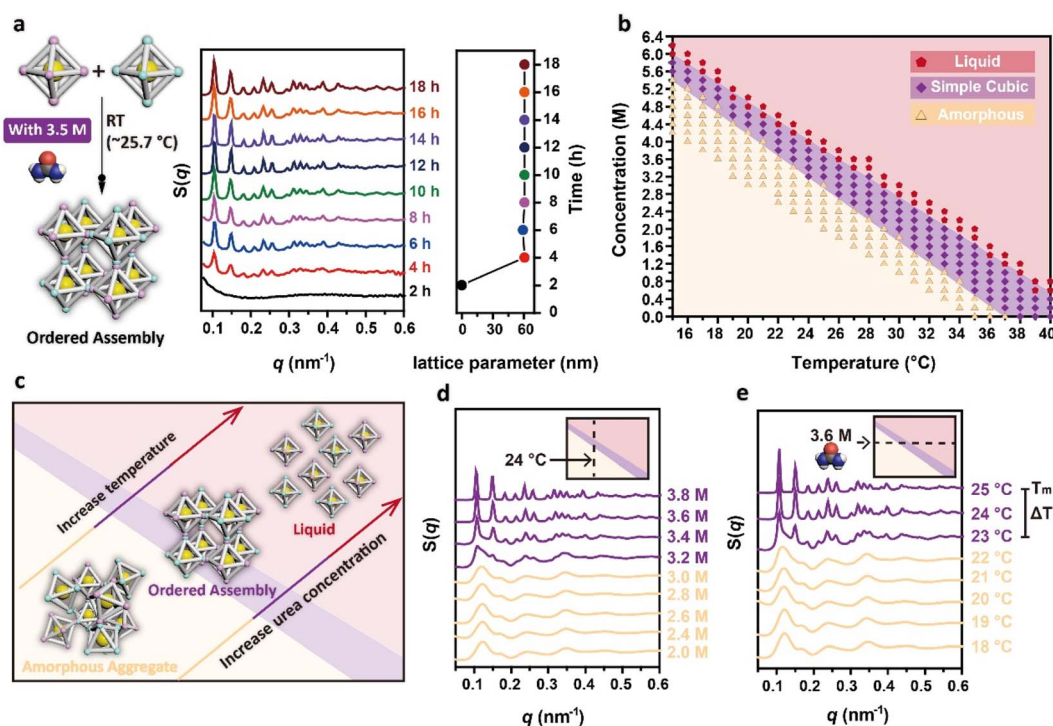 a
+
With 3.5 M
RT
(~25.7 °C)
Ordered Assembly
S(q)
18 h
16 h
14 h
12 h
10 h
8 h
6 h
4 h
2 h
0.1 0.2 0.3 0.4 0.5 0.6
q (nm-1)
18
16
14
12
10
8
6
4
2
0
Time (h)
0 20 40 60
lattice parameter (nm)
b
Concentration (M)
6.4
6.0
5.6
5.2
4.8
4.4
4.0
3.6
3.2
2.8
2.4
2.0
1.6
1.2
0.8
0.4
0.0
Liquid
Simple Cubic
Amorphous
16 18 20 22 24 26 28 30 32 34 36 38 40
Temperature (°C)
c
Increase temperature
Liquid
Ordered Assembly
Increase urea concentration
Amorphous Aggregate
d
24 °C
S(q)
3.8 M
3.6 M
3.4 M
3.2 M
3.0 M
2.8 M
2.6 M
2.4 M
2.0 M
0.1 0.2 0.3 0.4 0.5 0.6
q (nm-1)
e
3.6 M
S(q)
25 °C
24 °C
23 °C
22 °C
21 °C
20 °C
19 °C
18 °C
Tm
ΔT
0.1 0.2 0.3 0.4 0.5 0.6
q (nm-1)